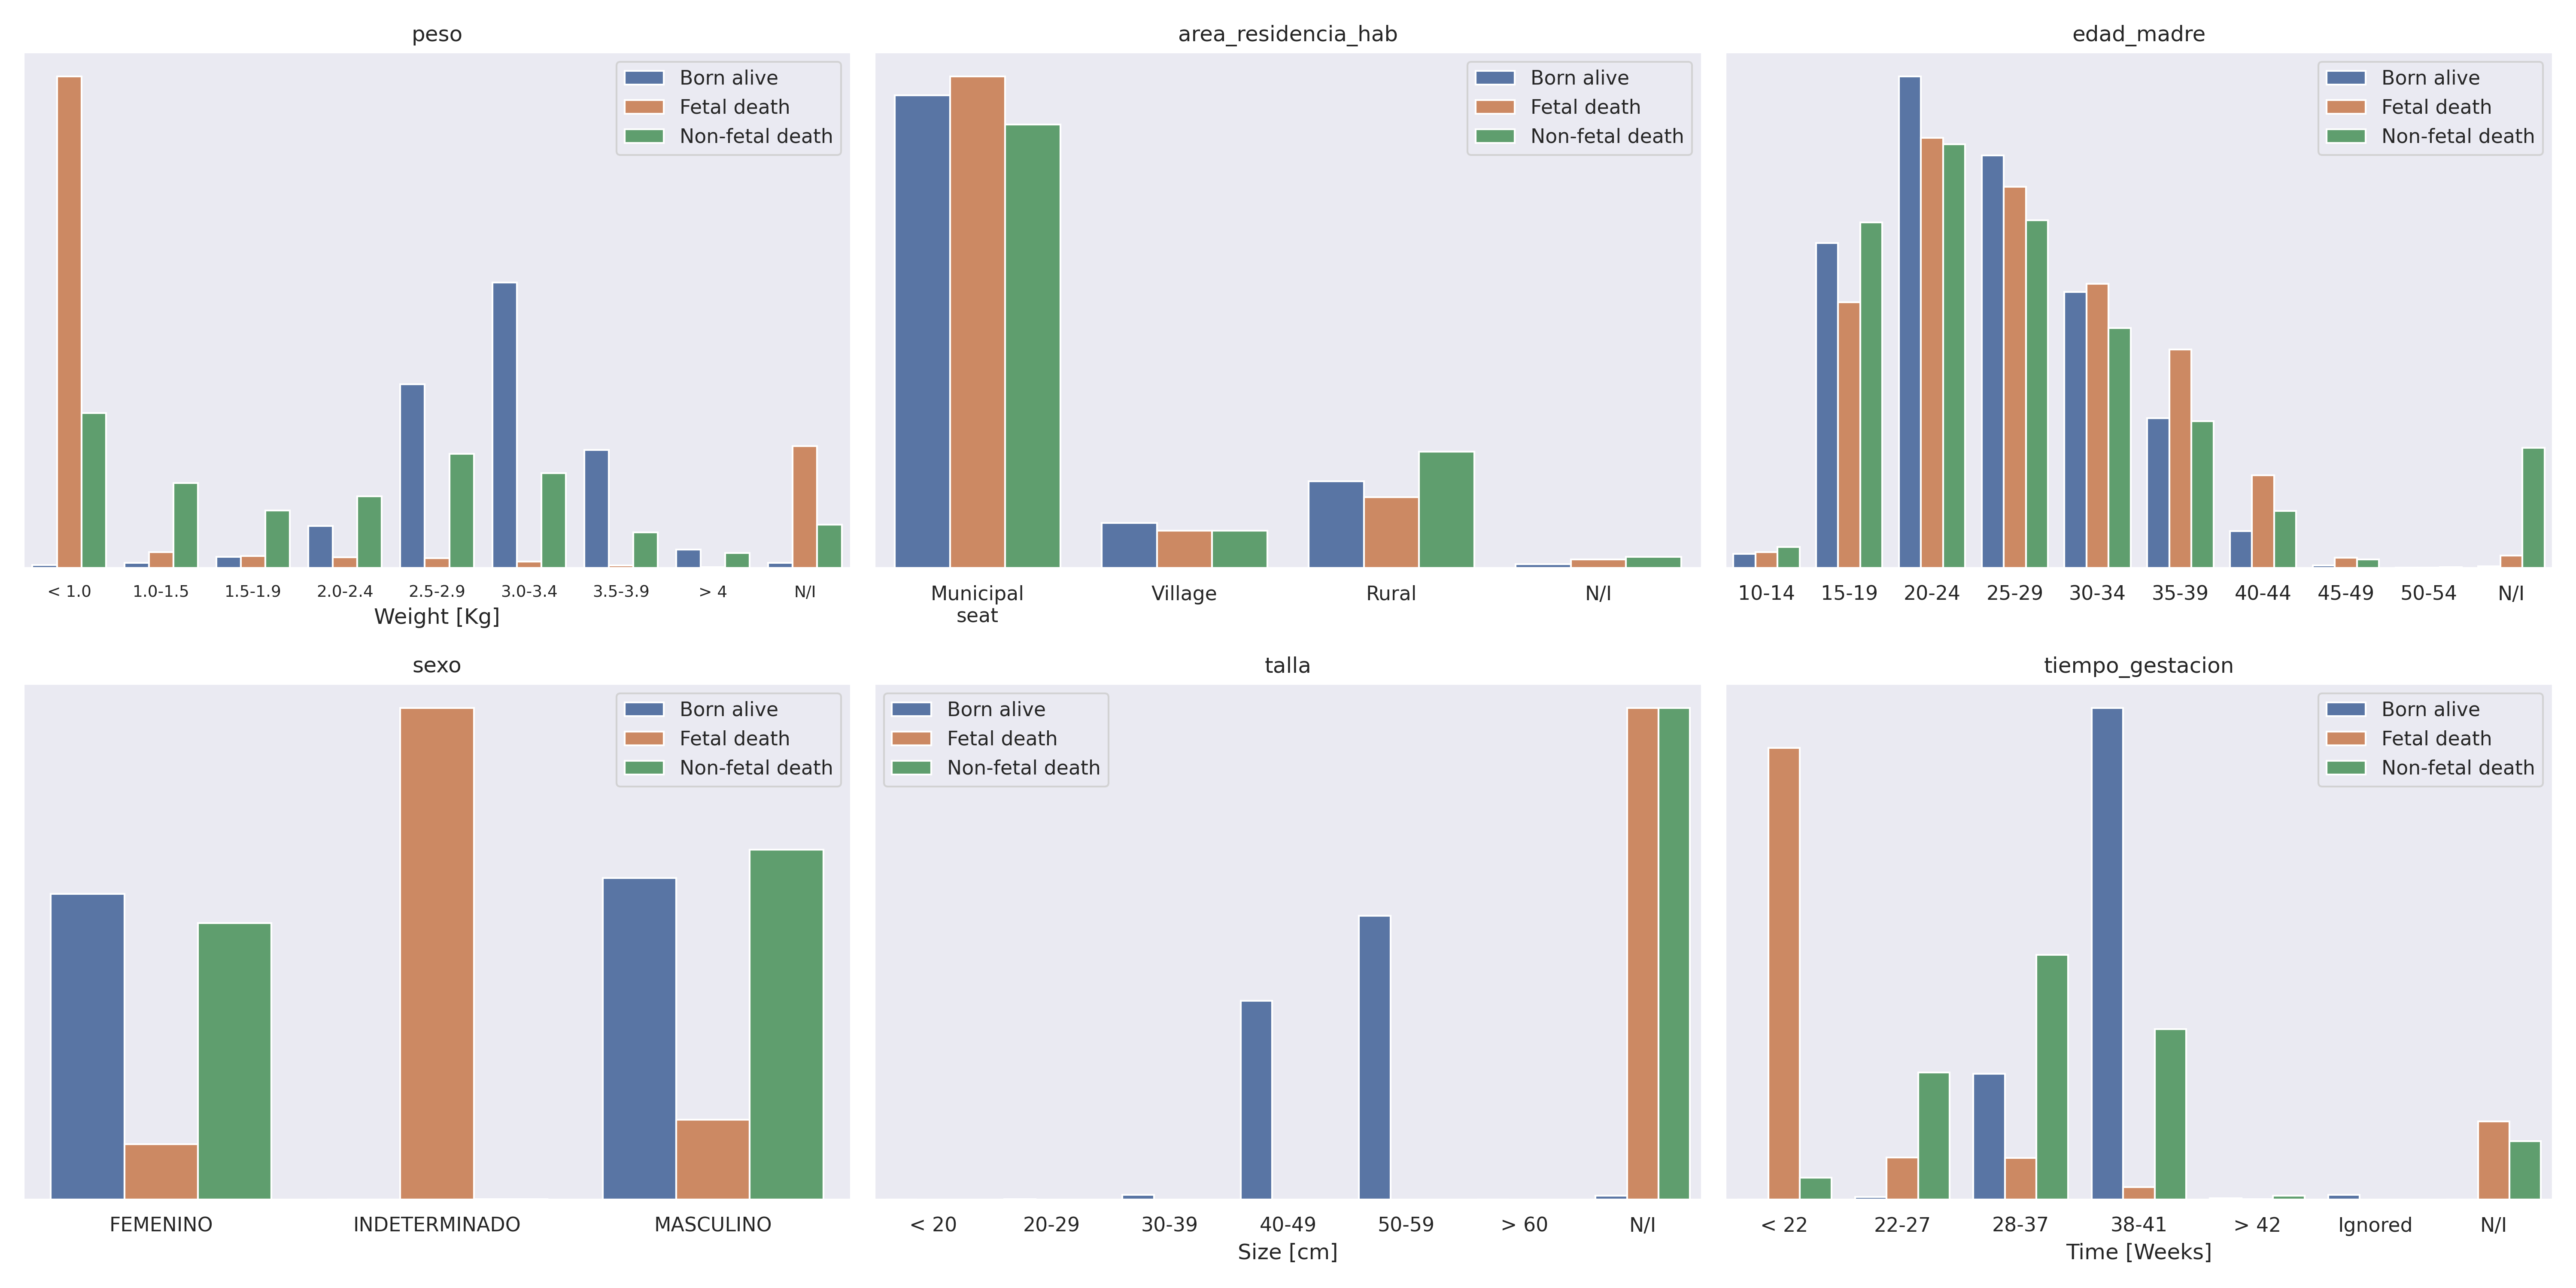 peso
Born alive
Fetal death
Non-fetal death
< 1.0 1.0-1.5 1.5-1.9 2.0-2.4 2.5-2.9 3.0-3.4 3.5-3.9 > 4 N/I
Weight [Kg]
area_residencia_hab
Born alive
Fetal death
Non-fetal death
Municipal seat Village Rural N/I
edad_madre
Born alive
Fetal death
Non-fetal death
10-14 15-19 20-24 25-29 30-34 35-39 40-44 45-49 50-54 N/I
sexo
Born alive
Fetal death
Non-fetal death
FEMENINO INDETERMINADO MASCULINO
talla
Born alive
Fetal death
Non-fetal death
< 20 20-29 30-39 40-49 50-59 > 60 N/I
Size [cm]
tiempo_gestacion
Born alive
Fetal death
Non-fetal death
< 22 22-27 28-37 38-41 > 42 Ignored N/I
Time [Weeks]